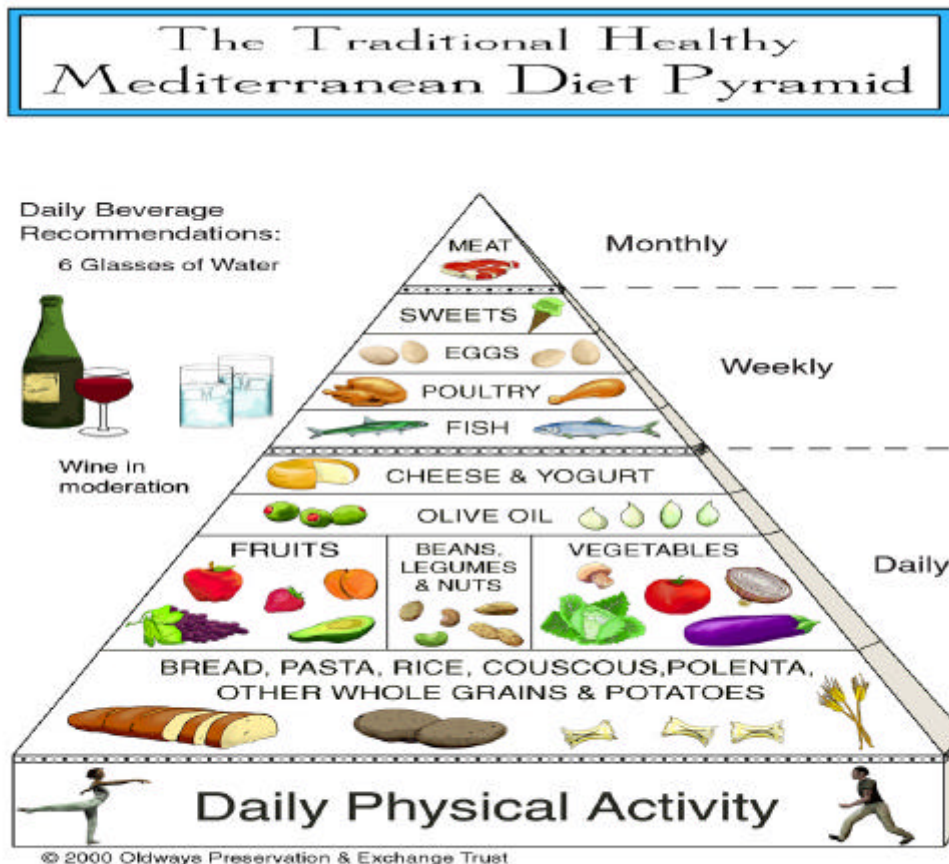 The Traditional Healthy
Mediterranean Diet Pyramid
Daily Beverage
Recommendations:
6 Glasses of Water
Wine in
moderation
MEAT
Monthly
SWEETS
EGGS
Weekly
POULTRY
FISH
CHEESE & YOGURT
OLIVE OIL
FRUITS
BEANS,
LEGUMES
& NUTS
VEGETABLES
Daily
BREAD, PASTA, RICE, COUSCOUS,POLENTA,
OTHER WHOLE GRAINS & POTATOES
Daily Physical Activity
© 2000 Oldways Preservation & Exchange Trust